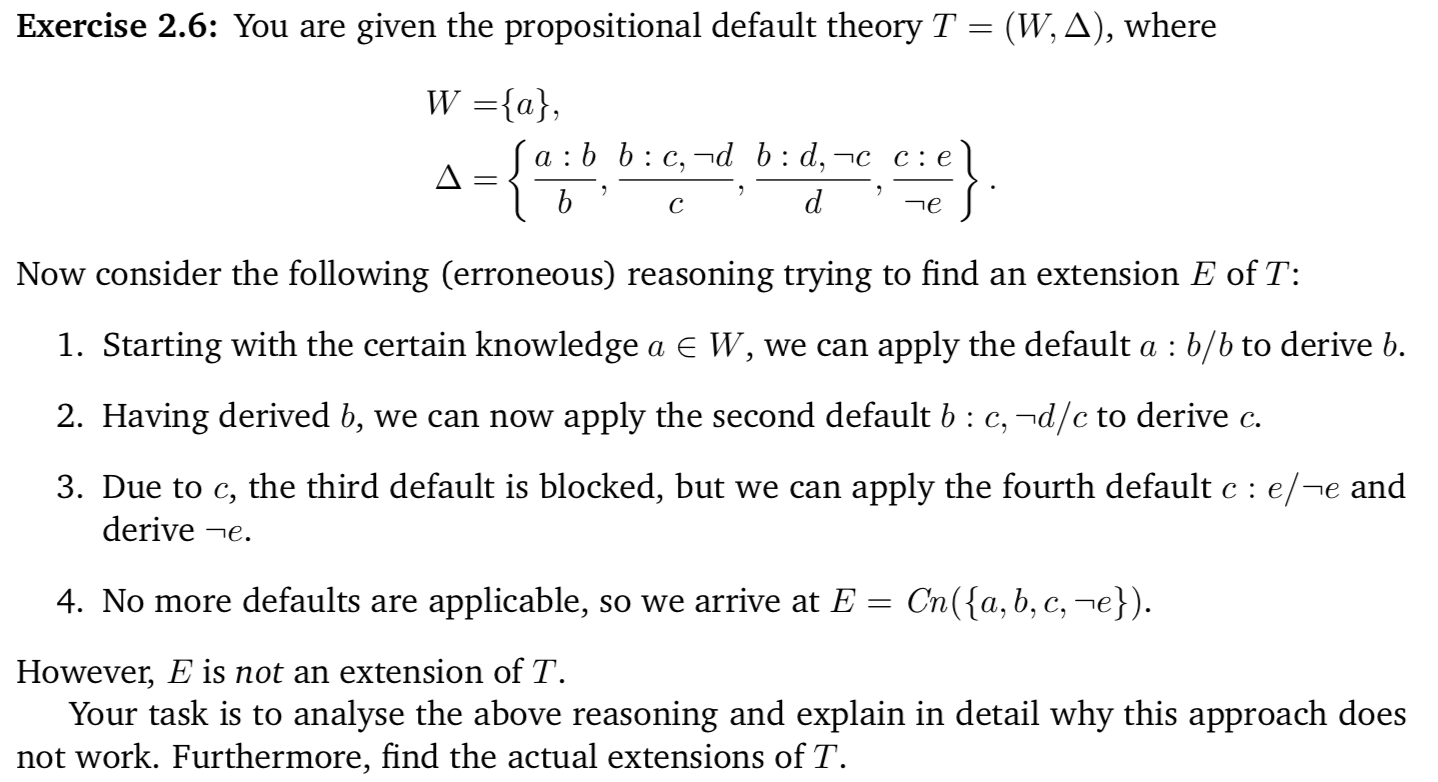 Exercise 2.6: You are given the propositional default theory T = (W, Δ), where
W ={a},
Δ = { a : b / b , b : c, ¬d / c , b : d, ¬c / d , c : e / ¬e } .
Now consider the following (erroneous) reasoning trying to find an extension E of T:
1. Starting with the certain knowledge a ∈ W, we can apply the default a : b/b to derive b.
2. Having derived b, we can now apply the second default b : c, ¬d/c to derive c.
3. Due to c, the third default is blocked, but we can apply the fourth default c : e/¬e and
derive ¬e.
4. No more defaults are applicable, so we arrive at E = Cn({a, b, c, ¬e}).
However, E is not an extension of T.
Your task is to analyse the above reasoning and explain in detail why this approach does
not work. Furthermore, find the actual extensions of T.